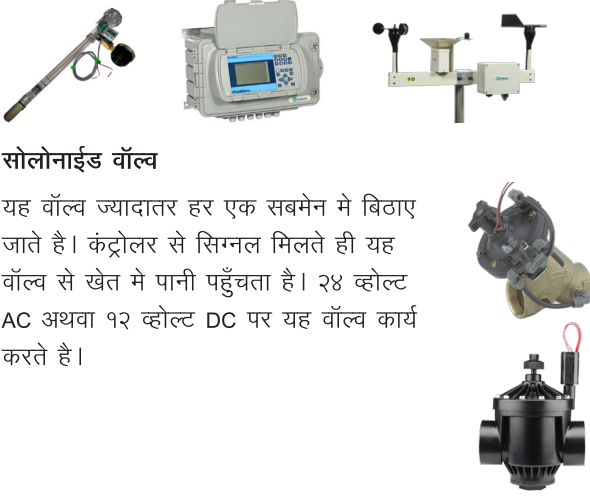 सोलोनाईड वॉल्व
यह वॉल्व ज्यादातर हर एक सबमेन मे बिठाए
जाते है। कंट्रोलर से सिग्नल मिलते ही यह
वॉल्व से खेत मे पानी पहुँचता है। २४ व्होल्ट
AC अथवा १२ व्होल्ट DC पर यह वॉल्व कार्य
करते है।